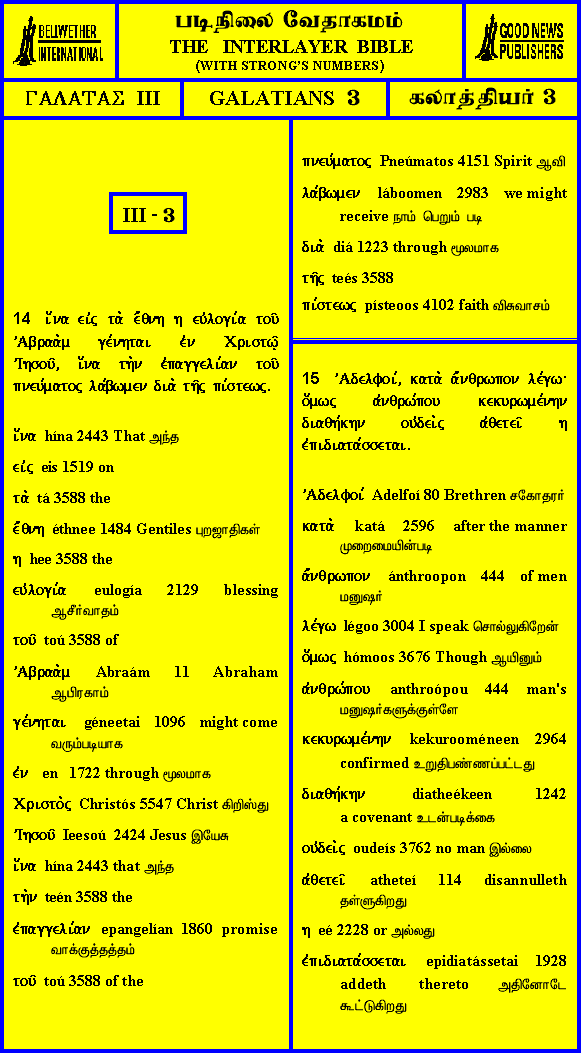 BELLWETHER
INTERNATIONAL
படிநிலை வேதாகமம்
THE INTERLAYER BIBLE
(WITH STRONG'S NUMBERS)
GOOD NEWS
PUBLISHERS
ΓΑΛΑΤΑΣ III
GALATIANS 3
கலாத்தியர் 3
III - 3
14 ἵνα εἰς τὰ ἔθνη η εὐλογία τοῦ
Ἀβραὰμ γένηται ἐν Χριστῷ
Ἰησοῦ, ἵνα τὴν ἐπαγγελίαν τοῦ
πνεύματος λάβωμεν διὰ τῆς πίστεως.
ἵνα hína 2443 That அந்த
εἰς eis 1519 on
τὰ tá 3588 the
ἔθνη éthnee 1484 Gentiles புறஜாதிகள்
η hee 3588 the
εὐλογία eulogía 2129 blessing
ஆசீர்வாதம்
τοῦ toú 3588 of
Ἀβραὰμ Abraám 11 Abraham
ஆபிரகாம்
γένηται géneetai 1096 might come
வரும்படியாக
ἐν en 1722 through மூலமாக
Χριστὸς Christós 5547 Christ கிறிஸ்து
Ἰησοῦ Ieesoú 2424 Jesus இயேசு
ἵνα hína 2443 that அந்த
τὴν teén 3588 the
ἐπαγγελίαν epangelían 1860 promise
வாக்குத்தத்தம்
τοῦ toú 3588 of the
πνεύματος Pneúmatos 4151 Spirit ஆவி
λάβωμεν láboomen 2983 we might
receive நாம் பெறும் படி
διὰ diá 1223 through மூலமாக
τῆς teés 3588
πίστεως písteoos 4102 faith விசுவாசம்
15 Ἀδελφοί, κατὰ ἄνθρωπον λέγω·
ὅμως ἀνθρώπου κεκυρωμένην
διαθήκην οὐδεὶς ἀθετεῖ η
ἐπιδιατάσσεται.
Ἀδελφοί Adelfoí 80 Brethren சகோதரர்
κατὰ katá 2596 after the manner
முறைமையின்படி
ἄνθρωπον ánthroopon 444 of men
மனுஷர்
λέγω légoo 3004 I speak சொல்லுகிறேன்
ὅμως hómoos 3676 Though ஆயினும்
ἀνθρώπου anthroópou 444 man's
மனுஷர்களுக்குள்ளே
κεκυρωμένην kekurooméneen 2964
confirmed உறுதிபண்ணப்பட்டது
διαθήκην diatheékeen 1242
a covenant உடன்படிக்கை
οὐδεὶς oudeís 3762 no man இல்லை
ἀθετεῖ atheteí 114 disannulleth
தள்ளுகிறது
η eé 2228 or அல்லது
ἐπιδιατάσσεται epidiatássetai 1928
addeth thereto அதினோடே
கூட்டுகிறது